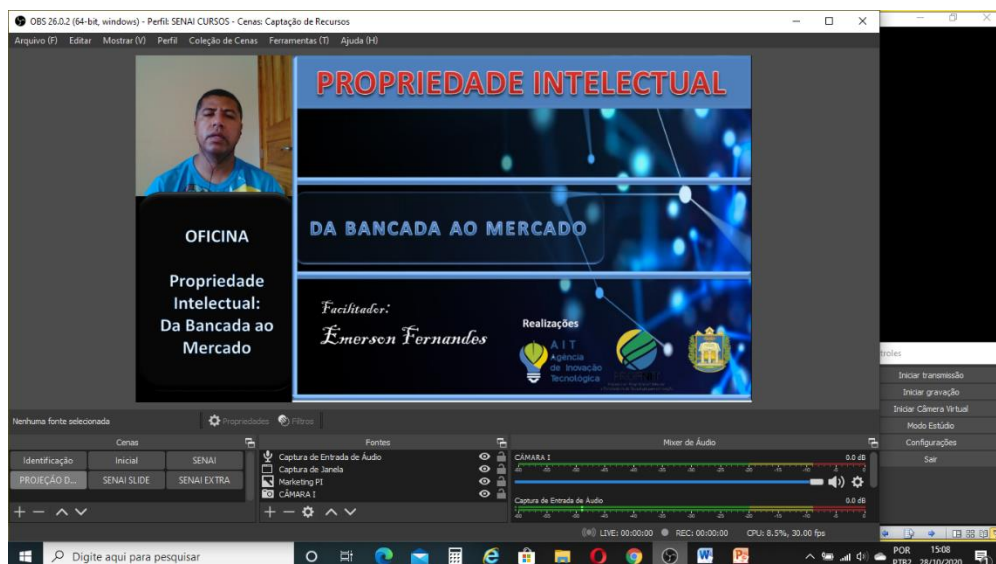 OBS 26.0.2 (64-bit, windows) - Perfil: SENAI CURSOS - Cenas: Captação de Recursos
Arquivo (F) Editar Mostrar (V) Perfil Coleção de Cenas Ferramentas (T) Ajuda (H)
PROPRIEDADE INTELECTUAL
DA BANCADA AO MERCADO
OFICINA
Propriedade
Intelectual:
Da Bancada ao
Mercado
Facilitador:
Emerson Fernandes
Realizações
AIT
Agência
de Inovação
Tecnológica
troles
Iniciar transmissão
Iniciar gravação
Iniciar Câmera Virtual
Modo Estúdio
Configurações
Sair
Nenhuma fonte selecionada
Propriedades Filtros
Cenas
Identificação Inicial SENAI
PROJEÇÃO D... SENAI SLIDE SENAI EXTRA
Fontes
Captura de Entrada de Áudio
Captura de Janela
Marketing PI
CÂMARA I
Mixer de Áudio
CÂMARA I 0.0 dB
Captura de Entrada de Áudio 0.0 dB
LIVE: 00:00:00 REC: 00:00:00 CPU: 8.5%, 30.00 fps
Digite aqui para pesquisar
POR 15:08
PTB2 28/10/2020